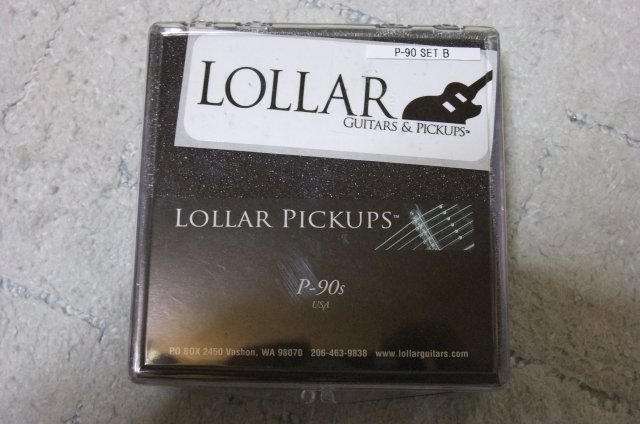 P-90 SET B
LOLLAR
GUITARS & PICKUPS™
LOLLAR PICKUPS™
P-90s
USA
PO BOX 2450 Vashon, WA 98070 206-463-9838 www.lollarguitars.com